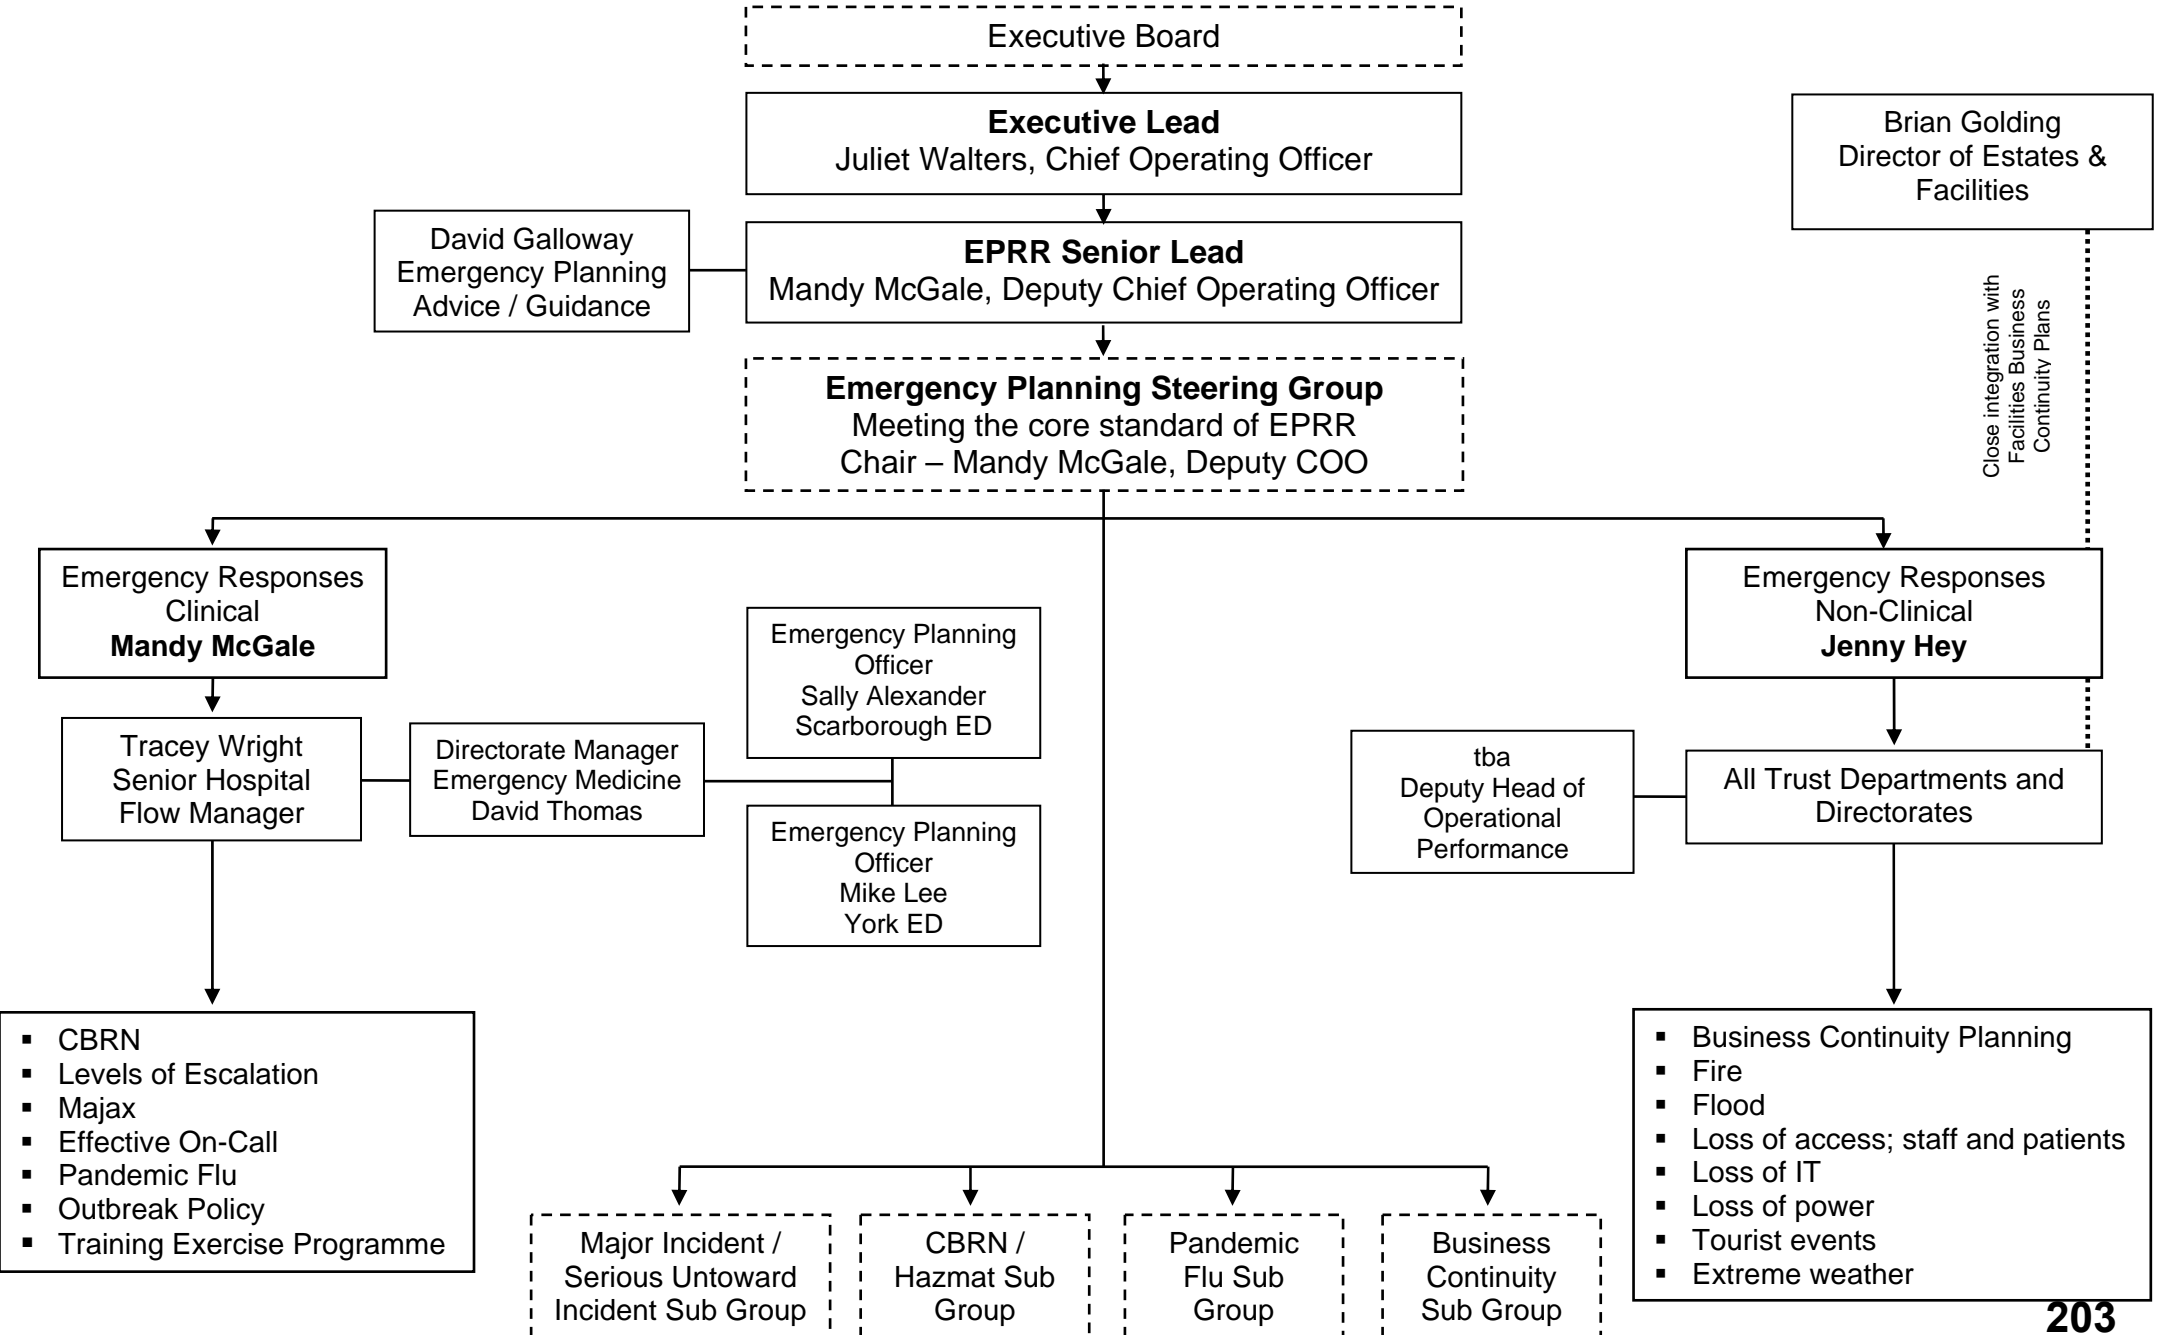 Executive Board
Executive Lead
Juliet Walters, Chief Operating Officer
Brian Golding
Director of Estates &
Facilities
David Galloway
Emergency Planning
Advice / Guidance
EPRR Senior Lead
Mandy McGale, Deputy Chief Operating Officer
Close integration with
Facilities Business
Continuity Plans
Emergency Planning Steering Group
Meeting the core standard of EPRR
Chair – Mandy McGale, Deputy COO
Emergency Responses
Clinical
Mandy McGale
Emergency Responses
Non-Clinical
Jenny Hey
Tracey Wright
Senior Hospital
Flow Manager
Directorate Manager
Emergency Medicine
David Thomas
Emergency Planning
Officer
Sally Alexander
Scarborough ED
Emergency Planning
Officer
Mike Lee
York ED
tba
Deputy Head of
Operational
Performance
All Trust Departments and
Directorates
▪ CBRN
▪ Levels of Escalation
▪ Majax
▪ Effective On-Call
▪ Pandemic Flu
▪ Outbreak Policy
▪ Training Exercise Programme
Major Incident /
Serious Untoward
Incident Sub Group
CBRN /
Hazmat Sub
Group
Pandemic
Flu Sub
Group
Business
Continuity
Sub Group
▪ Business Continuity Planning
▪ Fire
▪ Flood
▪ Loss of access; staff and patients
▪ Loss of IT
▪ Loss of power
▪ Tourist events
▪ Extreme weather
203